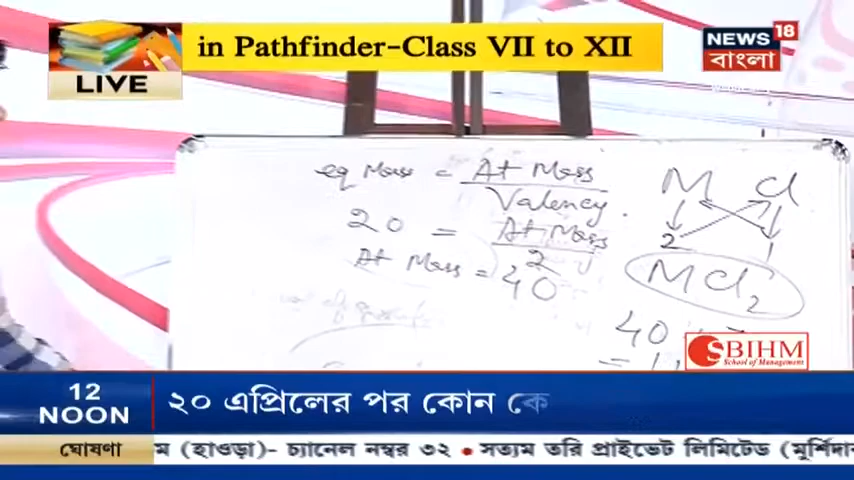 in Pathfinder-Class VII to XII
LIVE
NEWS 18
বাংলা
eq Mass = At Mass
Valency
20 = At Mass
2
At Mass = 40
M Cl
2 1
MCl2
40
SBIHM
School of Management
12
NOON
২০ এপ্রিলের পর কোন কে
ঘোষণা
ম (হাওড়া)- চ্যানেল নম্বর ৩২ • সত্যম তরি প্রাইভেট লিমিটেড (মুর্শিদা